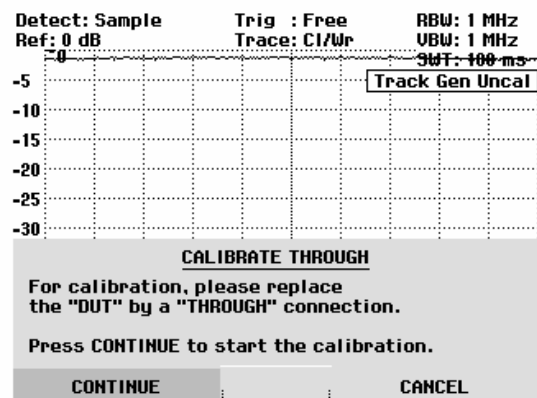 Detect: Sample Trig : Free RBW: 1 MHz
Ref: 0 dB Trace: Cl/Wr VBW: 1 MHz
0 SWT: 100 ms
-5 Track Gen Uncal
-10
-15
-20
-25
-30
CALIBRATE THROUGH
For calibration, please replace
the "DUT" by a "THROUGH" connection.
Press CONTINUE to start the calibration.
CONTINUE CANCEL